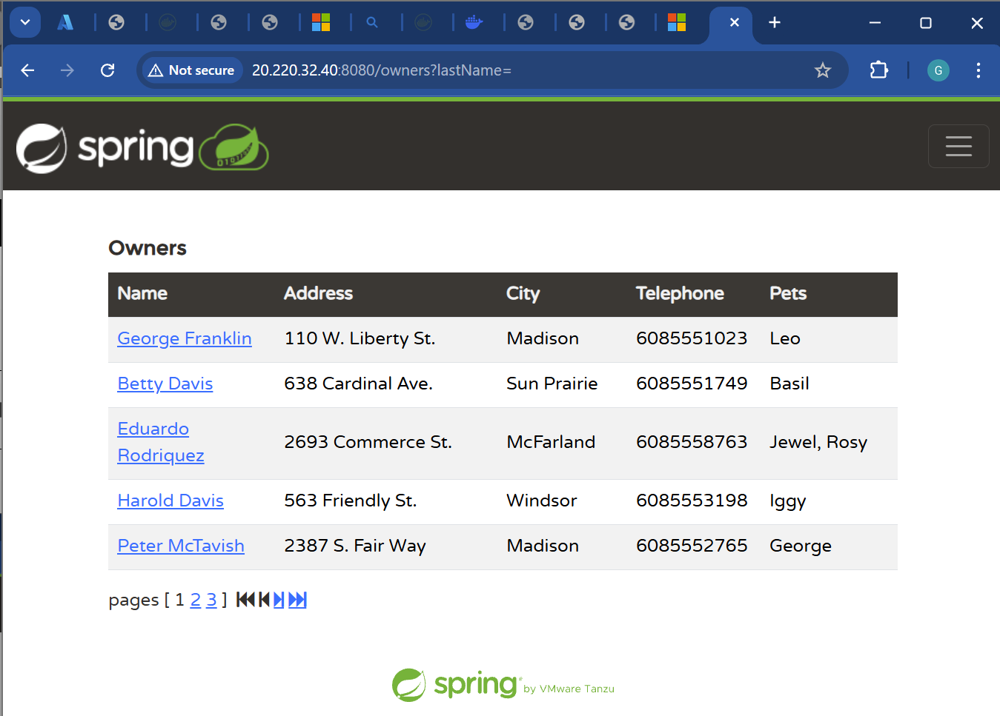 Not secure 20.220.32.40:8080/owners?lastName= G
spring
Owners
Name Address City Telephone Pets
George Franklin 110 W. Liberty St. Madison 6085551023 Leo
Betty Davis 638 Cardinal Ave. Sun Prairie 6085551749 Basil
Eduardo
Rodriquez 2693 Commerce St. McFarland 6085558763 Jewel, Rosy
Harold Davis 563 Friendly St. Windsor 6085553198 Iggy
Peter McTavish 2387 S. Fair Way Madison 6085552765 George
pages [ 1 2 3 ]
spring by VMware Tanzu